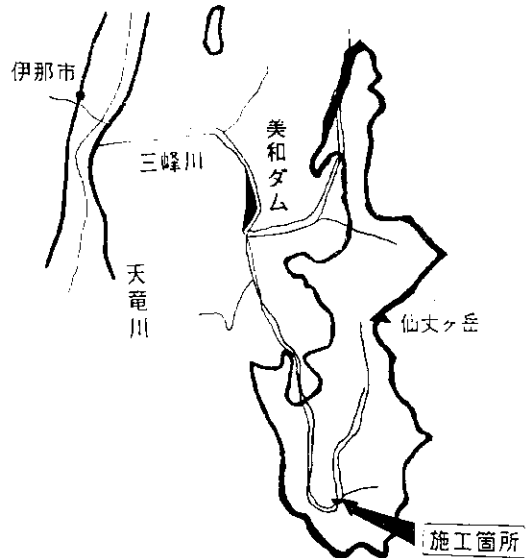 伊那市
三峰川
美和ダム
天竜川
仙丈ヶ岳
施工箇所